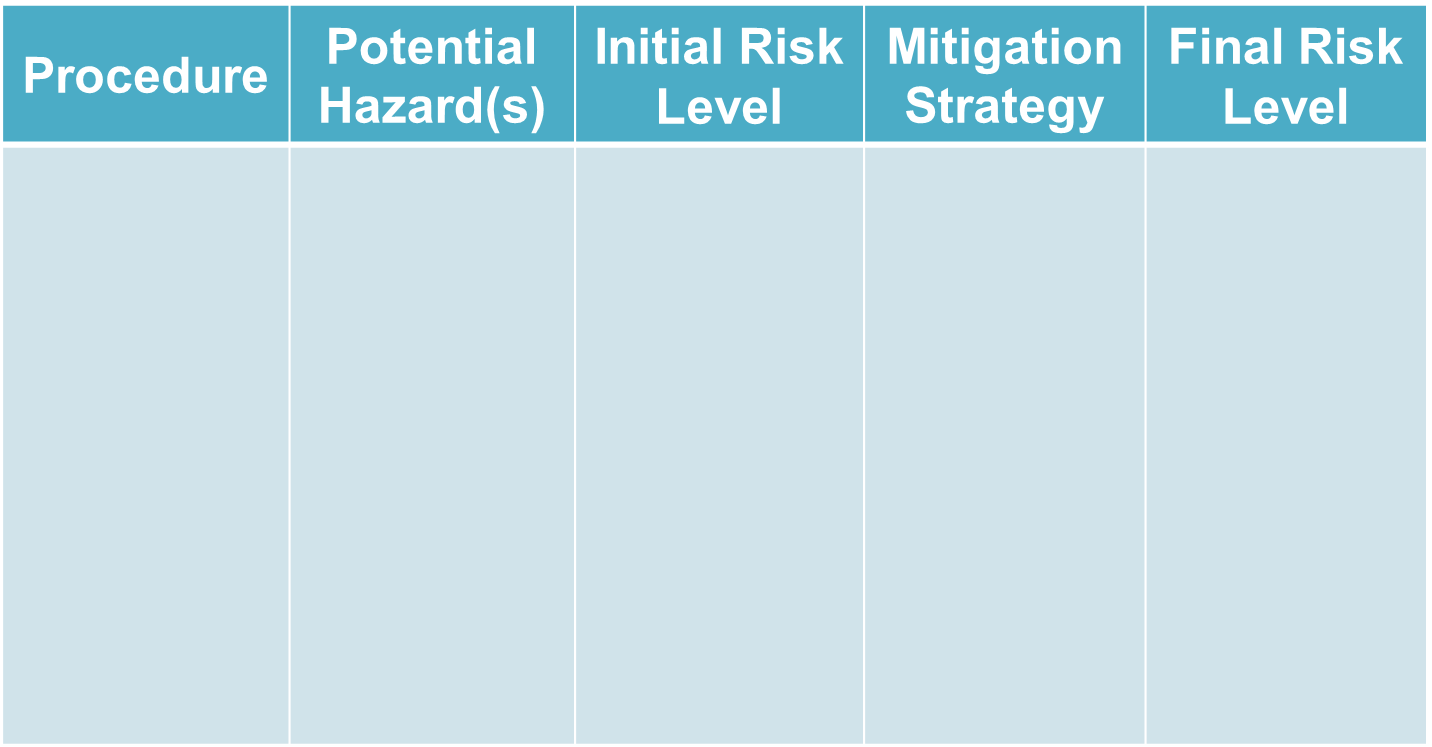 Procedure
Potential
Hazard(s)
Initial Risk
Level
Mitigation
Strategy
Final Risk
Level